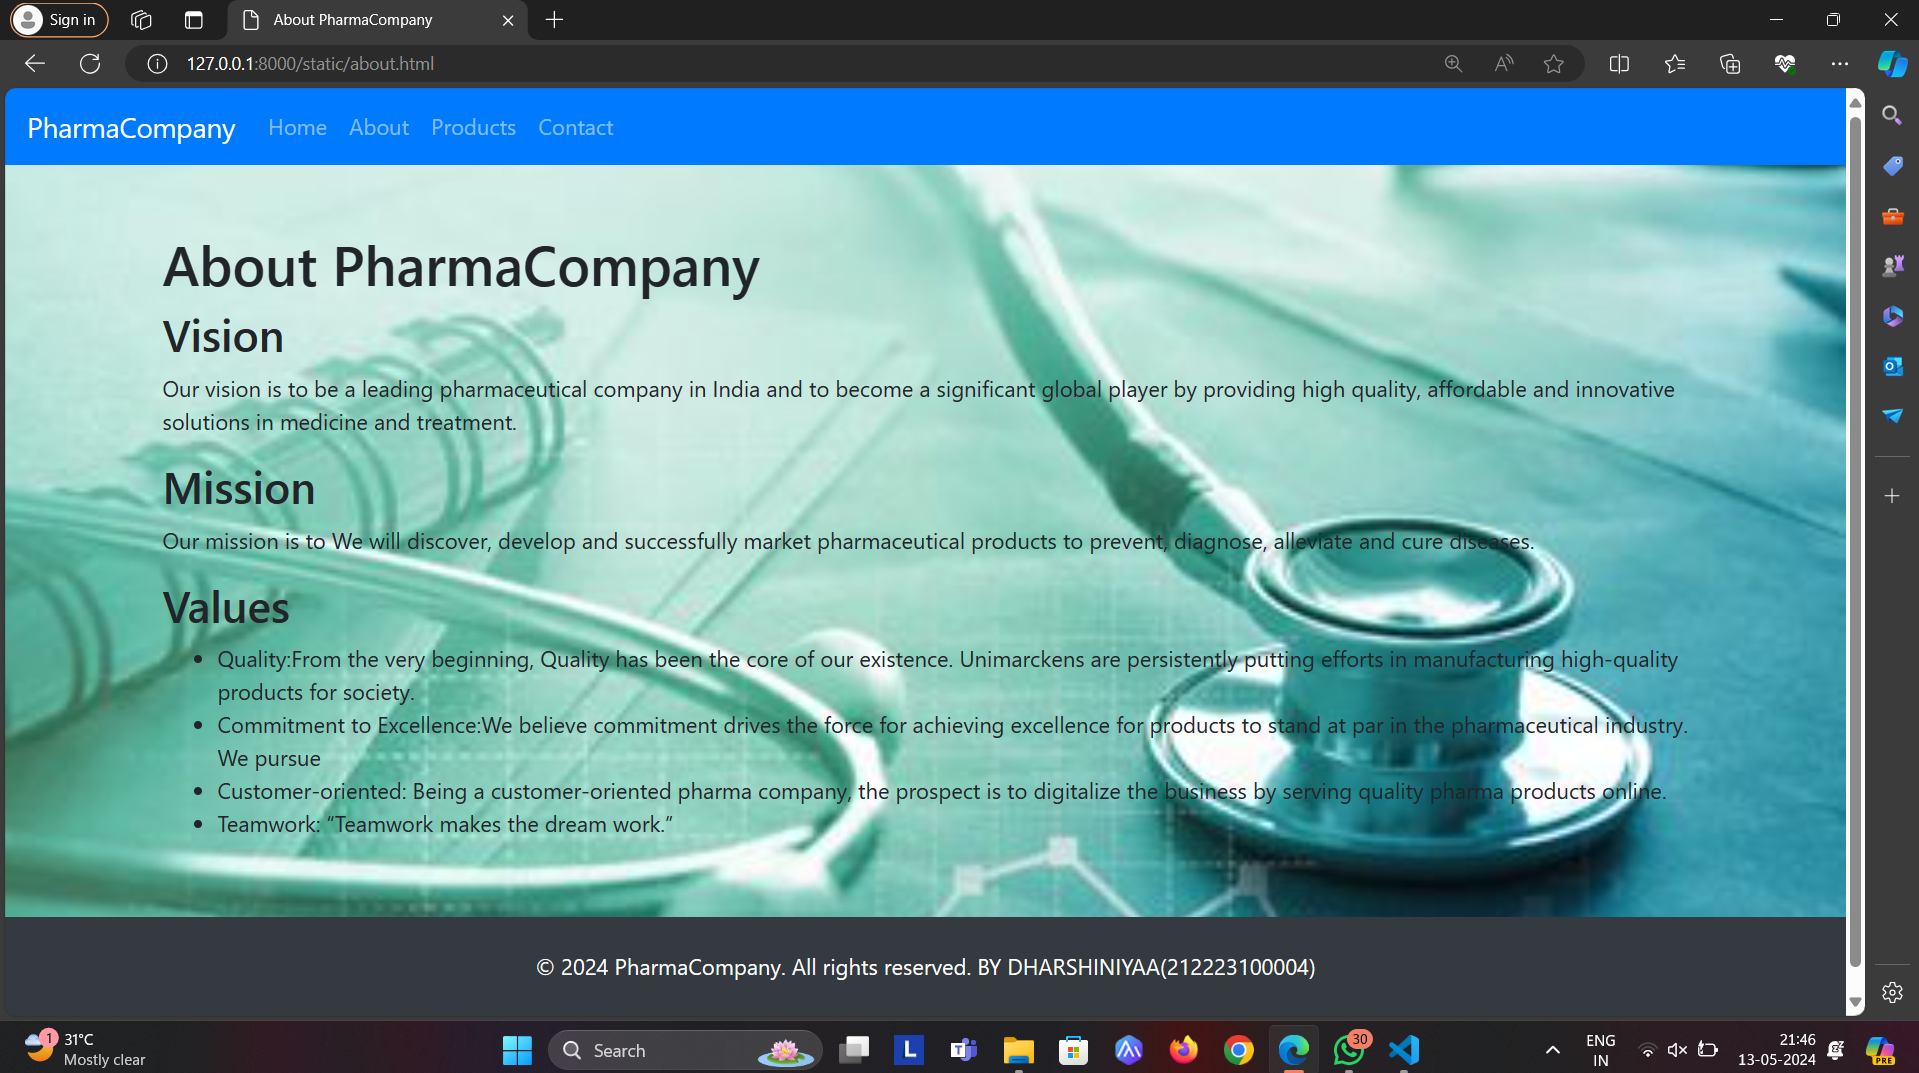 Sign in
About PharmaCompany
127.0.0.1:8000/static/about.html
PharmaCompany Home About Products Contact
About PharmaCompany
Vision
Our vision is to be a leading pharmaceutical company in India and to become a significant global player by providing high quality, affordable and innovative
solutions in medicine and treatment.
Mission
Our mission is to We will discover, develop and successfully market pharmaceutical products to prevent, diagnose, alleviate and cure diseases.
Values
• Quality:From the very beginning, Quality has been the core of our existence. Unimarckens are persistently putting efforts in manufacturing high-quality
products for society.
• Commitment to Excellence:We believe commitment drives the force for achieving excellence for products to stand at par in the pharmaceutical industry.
We pursue
• Customer-oriented: Being a customer-oriented pharma company, the prospect is to digitalize the business by serving quality pharma products online.
• Teamwork: “Teamwork makes the dream work.”
© 2024 PharmaCompany. All rights reserved. BY DHARSHINIYAA(212223100004)
1
31°C
Mostly clear
Search
L
T
30
ENG
IN
21:46
13-05-2024
PRE